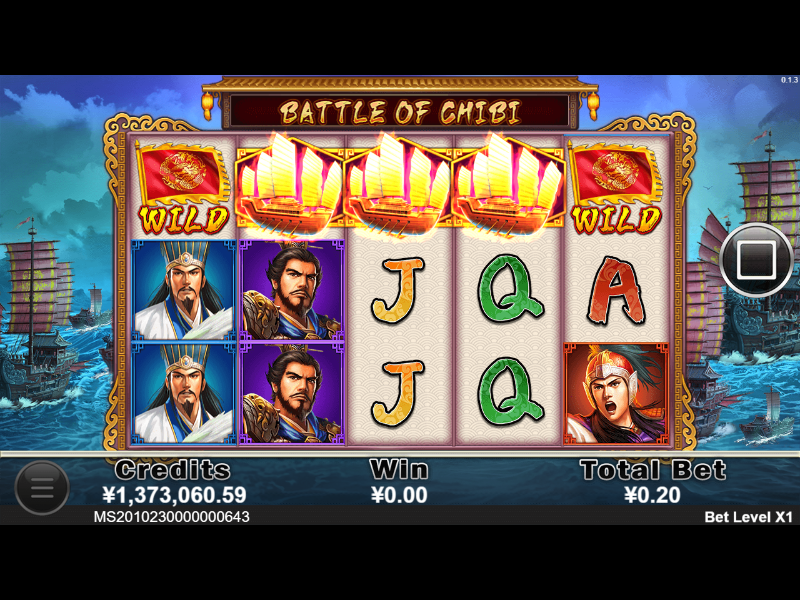 0.1.3
BATTLE OF CHIBI
WILD WILD
J Q A
J Q
Credits Win Total Bet
¥1,373,060.59 ¥0.00 ¥0.20
MS2010230000000643 Bet Level X1